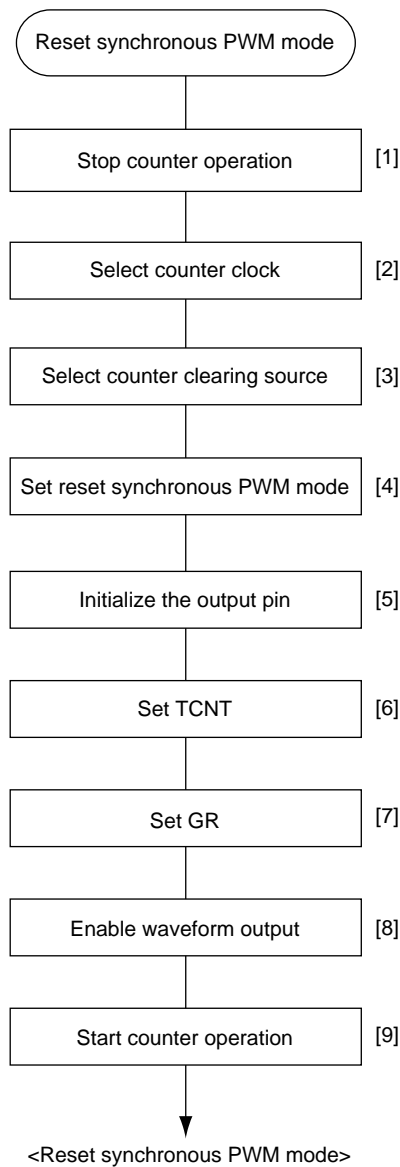 Reset synchronous PWM mode
Stop counter operation [1]
Select counter clock [2]
Select counter clearing source [3]
Set reset synchronous PWM mode [4]
Initialize the output pin [5]
Set TCNT [6]
Set GR [7]
Enable waveform output [8]
Start counter operation [9]
<Reset synchronous PWM mode>